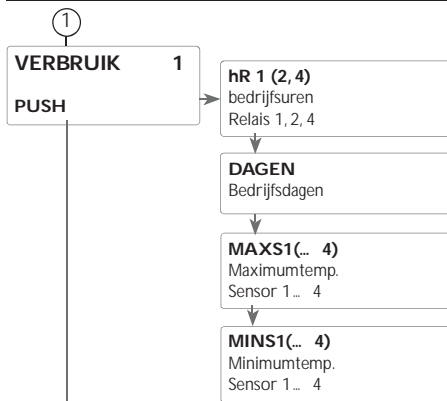 1
VERBRUIK 1
PUSH
hR 1 (2, 4)
bedrijfsuren
Relais 1, 2, 4
DAGEN
Bedrijfsdagen
MAXS1(... 4)
Maximumtemp.
Sensor 1... 4
MINS1(... 4)
Minimumtemp.
Sensor 1... 4